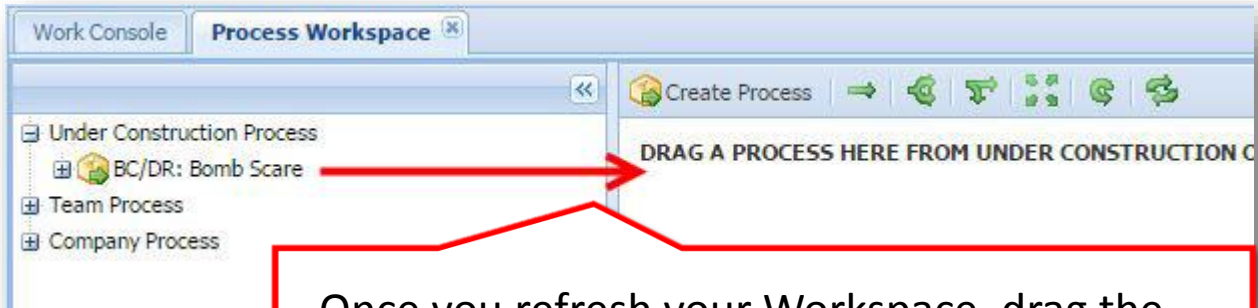 Work Console
Process Workspace
Create Process
Under Construction Process
BC/DR: Bomb Scare
Team Process
Company Process
DRAG A PROCESS HERE FROM UNDER CONSTRUCTION
Once you refresh your Workspace, drag the